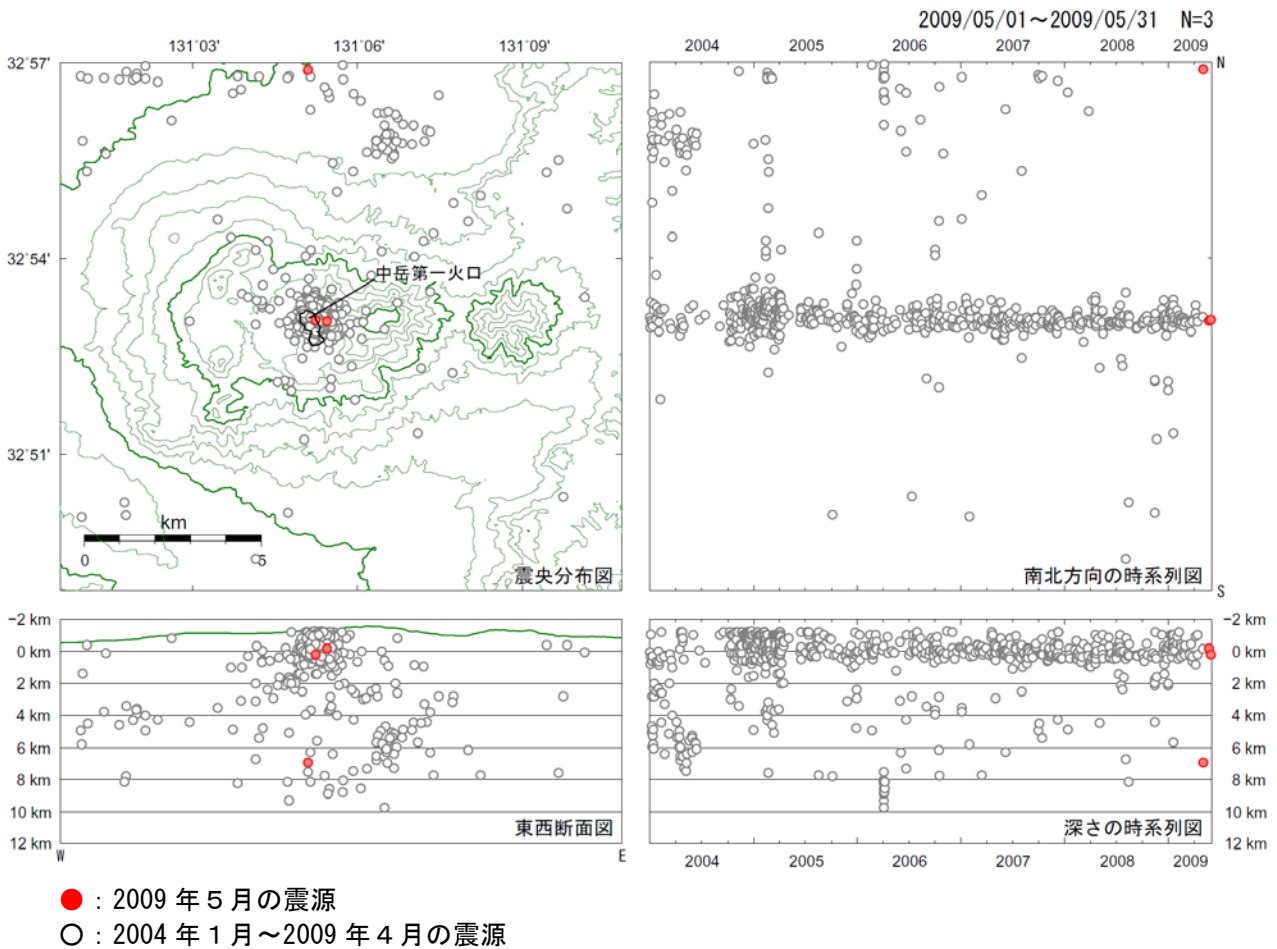 2009/05/01～2009/05/31 N=3
131°03' 131°06' 131°09'
2004 2005 2006 2007 2008 2009
32°57'
32°54'
32°51'
N
S
中岳第一火口
km
0 5
震央分布図
南北方向の時系列図
-2 km
0 km
2 km
4 km
6 km
8 km
10 km
12 km
W E
東西断面図
-2 km
0 km
2 km
4 km
6 km
8 km
10 km
12 km
深さの時系列図
2004 2005 2006 2007 2008 2009
：2009 年５月の震源
：2004 年１月～2009 年４月の震源